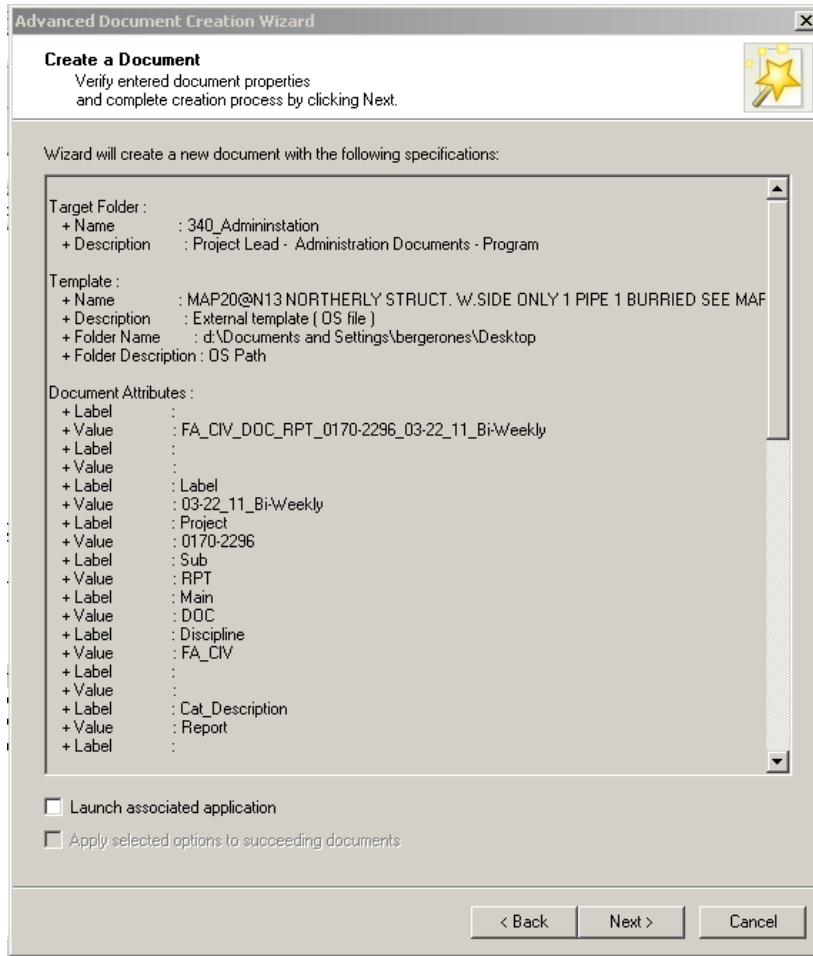 Advanced Document Creation Wizard
Create a Document
Verify entered document properties
and complete creation process by clicking Next.
Wizard will create a new document with the following specifications:
Target Folder :
+ Name : 340_Admininstation
+ Description : Project Lead - Administration Documents - Program
Template :
+ Name : MAP20@N13 NORTHERLY STRUCT. W.SIDE ONLY 1 PIPE 1 BURRIED SEE MAP
+ Description : External template ( OS file )
+ Folder Name : d:\Documents and Settings\bergerones\Desktop
+ Folder Description : OS Path
Document Attributes :
+ Label :
+ Value : FA_CIV_DOC_RPT_0170-2296_03-22_11_Bi-Weekly
+ Label :
+ Value :
+ Label : Label
+ Value : 03-22_11_Bi-Weekly
+ Label : Project
+ Value : 0170-2296
+ Label : Sub
+ Value : RPT
+ Label : Main
+ Value : DOC
+ Label : Discipline
+ Value : FA_CIV
+ Label :
+ Value :
+ Label : Cat_Description
+ Value : Report
+ Label :
Launch associated application
Apply selected options to succeeding documents
< Back Next > Cancel